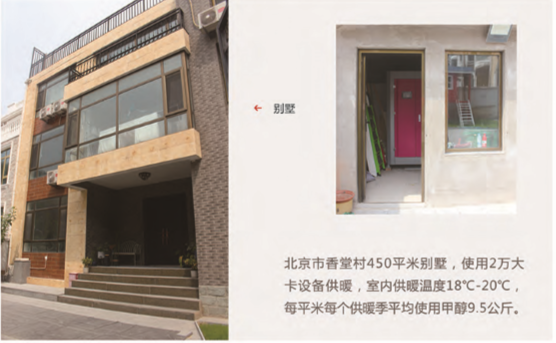 别墅
北京市香堂村450平米别墅，使用2万大
卡设备供暖，室内供暖温度18℃-20℃，
每平米每个供暖季平均使用甲醇9.5公斤。